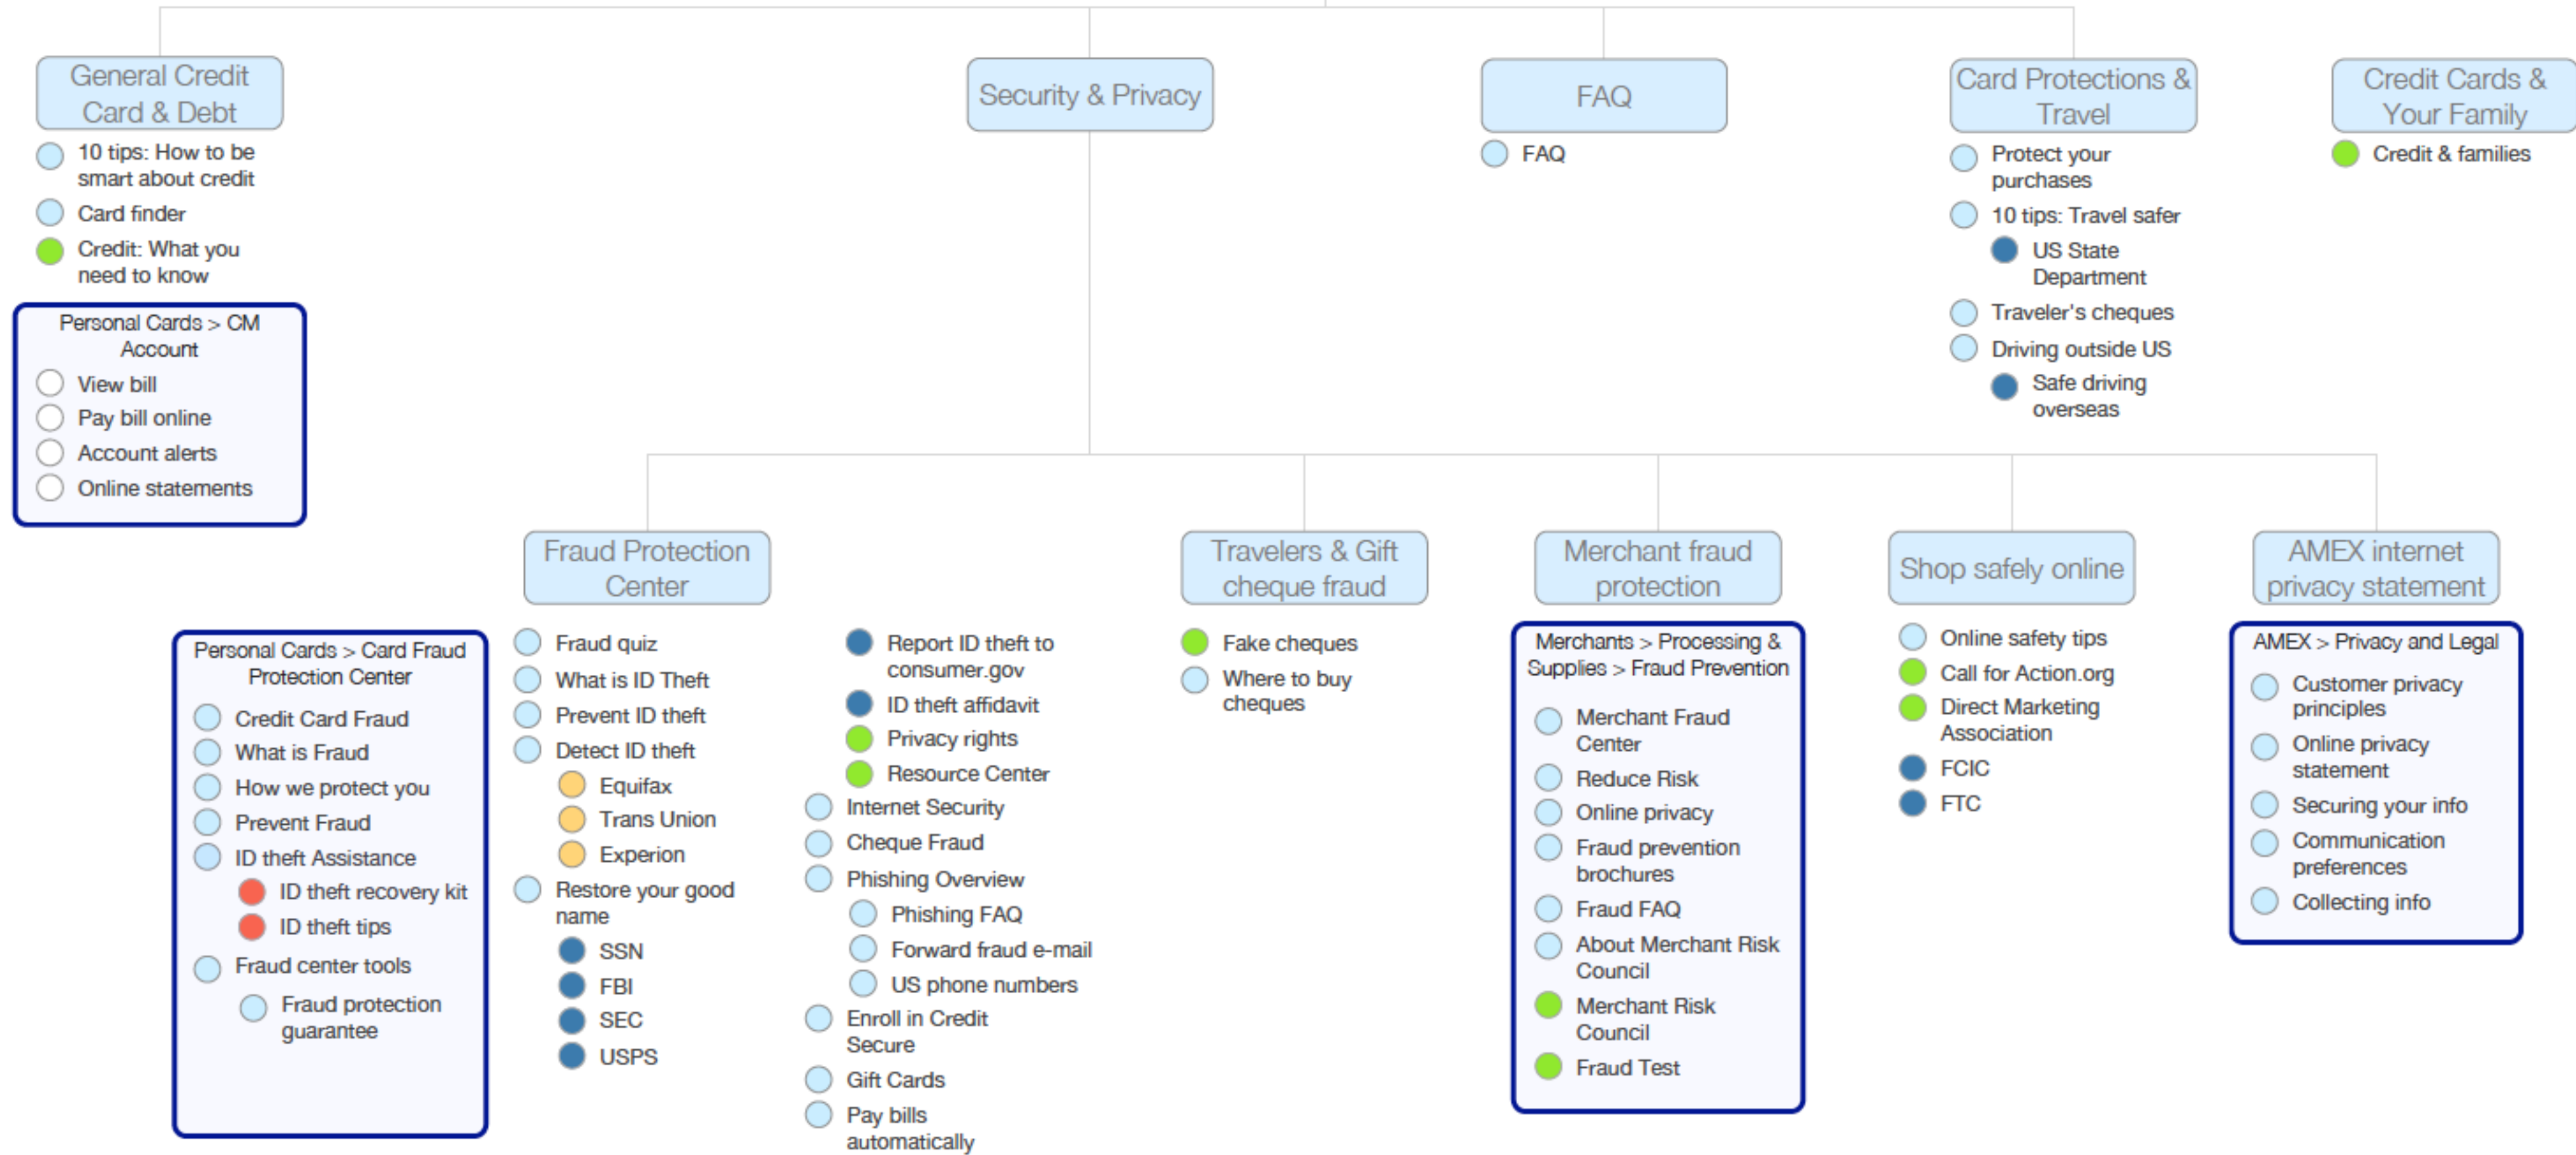 General Credit
Card & Debt
10 tips: How to be
smart about credit
Card finder
Credit: What you
need to know
Personal Cards > CM
Account
View bill
Pay bill online
Account alerts
Online statements
Security & Privacy
FAQ
FAQ
Card Protections &
Travel
Protect your
purchases
10 tips: Travel safer
US State
Department
Traveler's cheques
Driving outside US
Safe driving
overseas
Credit Cards &
Your Family
Credit & families
Fraud Protection
Center
Personal Cards > Card Fraud
Protection Center
Credit Card Fraud
What is Fraud
How we protect you
Prevent Fraud
ID theft Assistance
ID theft recovery kit
ID theft tips
Fraud center tools
Fraud protection
guarantee
Fraud quiz
What is ID Theft
Prevent ID theft
Detect ID theft
Equifax
Trans Union
Experion
Restore your good
name
SSN
FBI
SEC
USPS
Report ID theft to
consumer.gov
ID theft affidavit
Privacy rights
Resource Center
Internet Security
Cheque Fraud
Phishing Overview
Phishing FAQ
Forward fraud e-mail
US phone numbers
Enroll in Credit
Secure
Gift Cards
Pay bills
automatically
Travelers & Gift
cheque fraud
Fake cheques
Where to buy
cheques
Merchant fraud
protection
Merchants > Processing &
Supplies > Fraud Prevention
Merchant Fraud
Center
Reduce Risk
Online privacy
Fraud prevention
brochures
Fraud FAQ
About Merchant Risk
Council
Merchant Risk
Council
Fraud Test
Shop safely online
Online safety tips
Call for Action.org
Direct Marketing
Association
FCIC
FTC
AMEX internet
privacy statement
AMEX > Privacy and Legal
Customer privacy
principles
Online privacy
statement
Securing your info
Communication
preferences
Collecting info